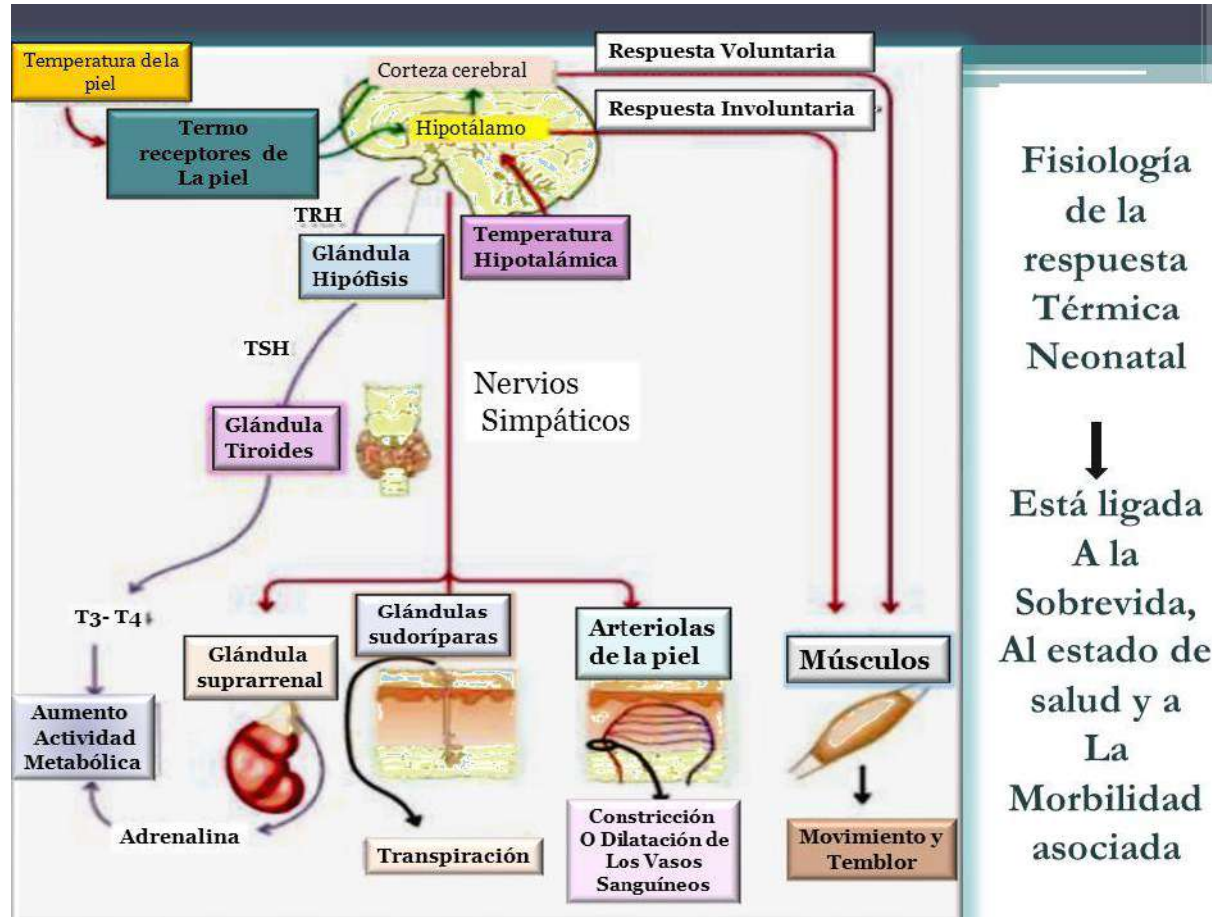 Temperatura de la
piel
Termo
receptores de
La piel
Corteza cerebral
Hipotálamo
Respuesta Voluntaria
Respuesta Involuntaria
TRH
Glándula
Hipófisis
Temperatura
Hipotalámica
TSH
Nervios
Simpáticos
Glándula
Tiroides
T3- T4
Glándula
suprarrenal
Glándulas
sudoríparas
Arteriolas
de la piel
Músculos
Aumento
Actividad
Metabólica
Adrenalina
Transpiración
Constricción
O Dilatación de
Los Vasos
Sanguíneos
Movimiento y
Temblor
Fisiología
de la
respuesta
Térmica
Neonatal
Está ligada
A la
Sobrevida,
Al estado de
salud y a
La
Morbilidad
asociada